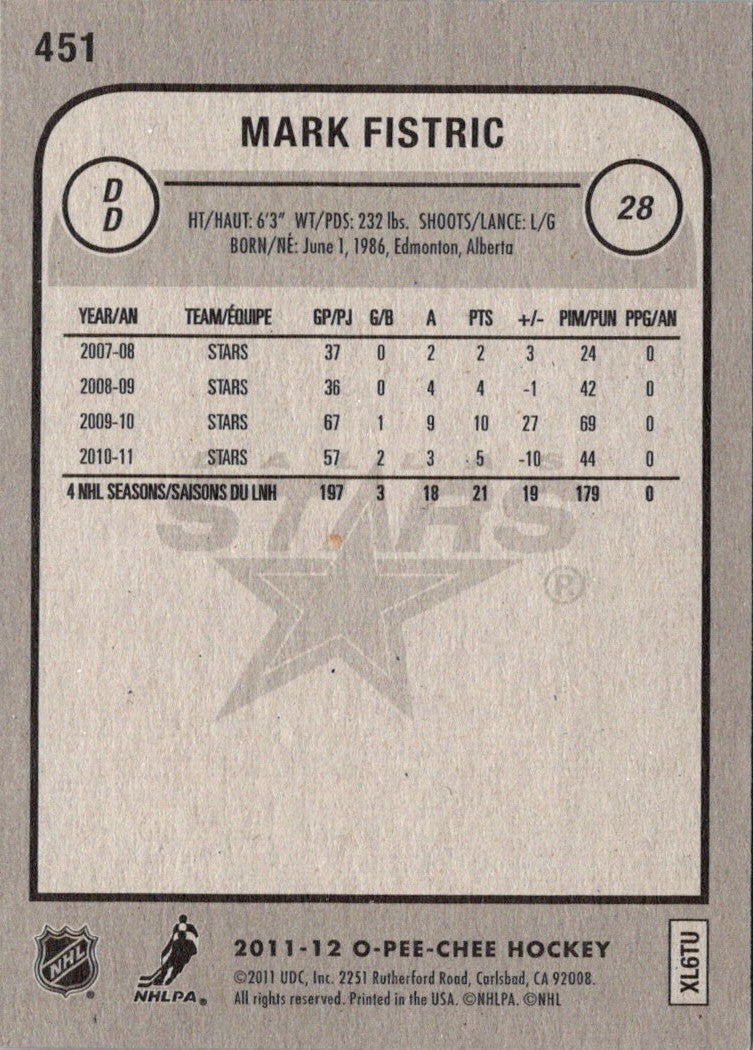 451
MARK FISTRIC
D
D
28
HT/HAUT: 6'3" WT/PDS: 232 lbs. SHOOTS/LANCE: L/G
BORN/NÉ: June 1, 1986, Edmonton, Alberta
YEAR/AN TEAM/ÉQUIPE GP/PJ G/B A PTS +/- PIM/PUN PPG/AN
2007-08 STARS 37 0 2 2 3 24 0
2008-09 STARS 36 0 4 4 -1 42 0
2009-10 STARS 67 1 9 10 27 69 0
2010-11 STARS 57 2 3 5 -10 44 0
4 NHL SEASONS/SAISONS DU LNH 197 3 18 21 19 179 0
DALLAS
STARS
®
NHL
®
NHLPA®
2011-12 O-PEE-CHEE HOCKEY
©2011 UDC, Inc. 2251 Rutherford Road, Carlsbad, CA 92008.
All rights reserved. Printed in the USA. ©NHLPA. ©NHL
XL6TU